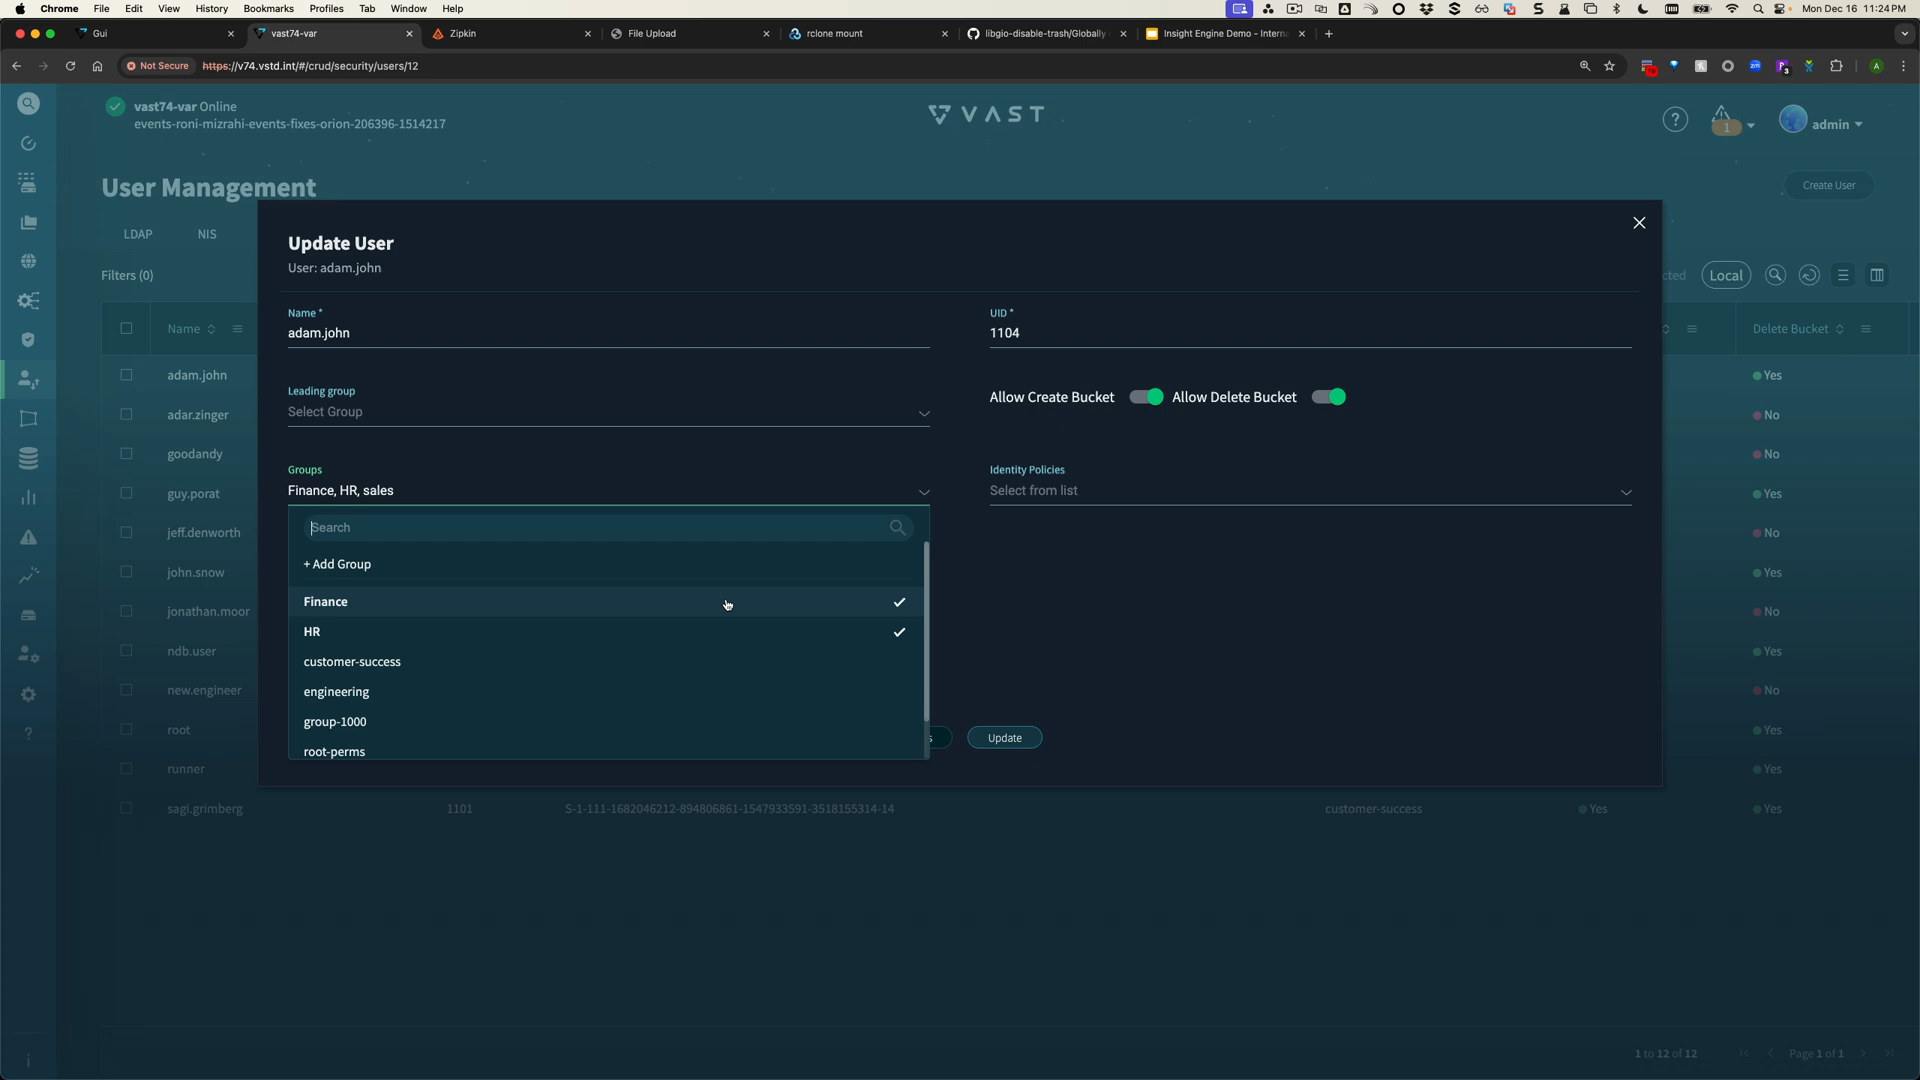 Chrome File Edit View History Bookmarks Profiles Tab Window Help Mon Dec 16 11:24 PM
Gui vast74-var Zipkin File Upload rclone mount libgio-disable-trash/Globally Insight Engine Demo - Intern
Not Secure https://v74.vstd.int/#/crud/security/users/12
vast74-var Online
events-roni-mizrahi-events-fixes-orion-206396-1514217
VAST
1
admin
User Management
Create User
LDAP NIS
Filters (0)
Local
Update User
User: adam.john
Name *
adam.john
UID *
1104
Leading group
Select Group
Allow Create Bucket Allow Delete Bucket
Groups
Finance, HR, sales
Identity Policies
Select from list
Search
+ Add Group
Finance
HR
customer-success
engineering
group-1000
root-perms
Update
Name Delete Bucket
adam.john Yes
adar.zinger No
goodandy No
guy.porat Yes
jeff.denworth No
john.snow Yes
jonathan.moor No
ndb.user Yes
new.engineer No
root Yes
runner Yes
sagi.grimberg 1101 S-1-111-1682046212-894806861-1547933591-3518155314-14 customer-success Yes Yes
1 to 12 of 12 Page 1 of 1